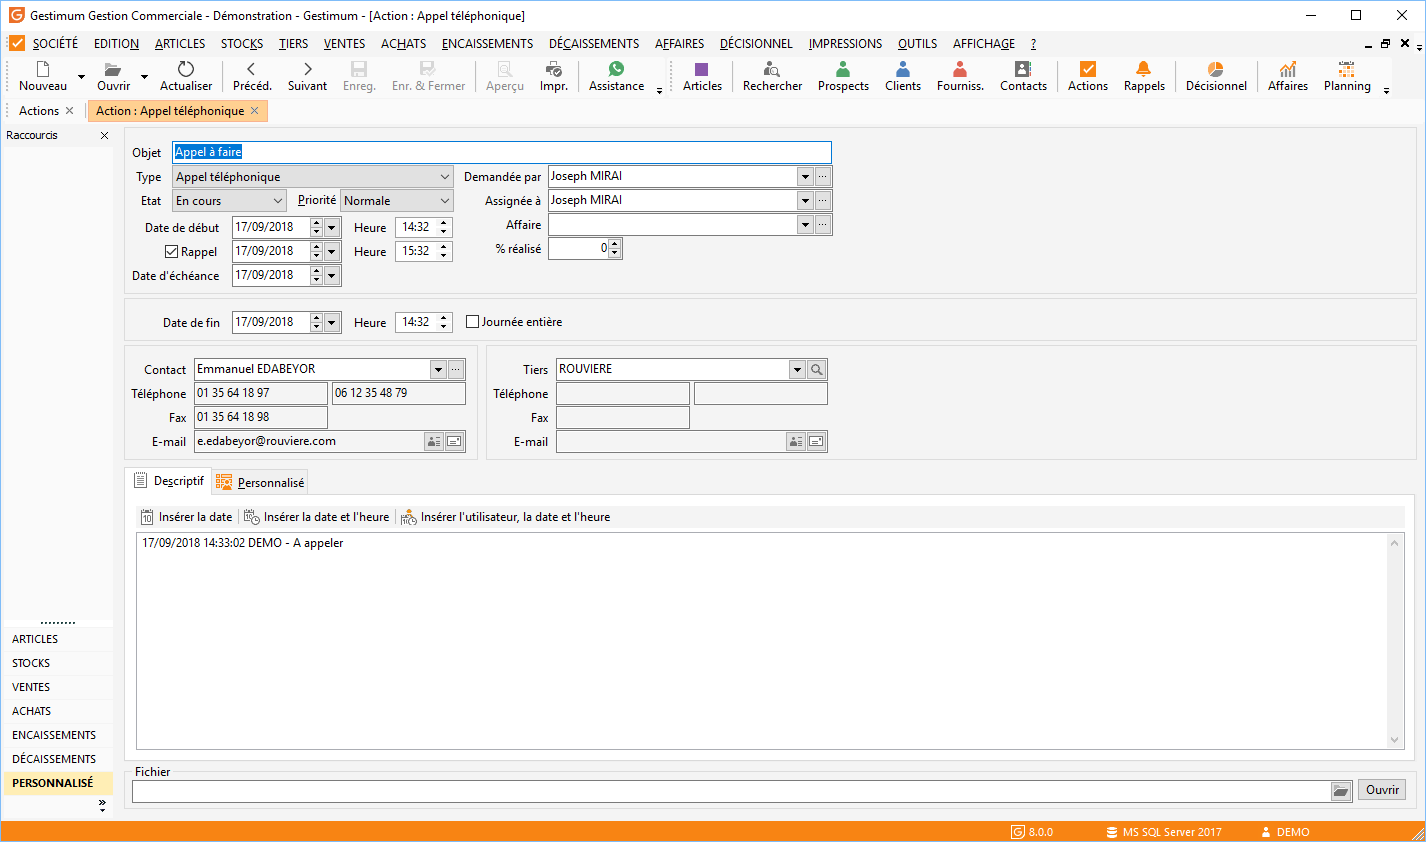 Gestimum Gestion Commerciale - Démonstration - Gestimum - [Action : Appel téléphonique]
SOCIÉTÉ EDITION ARTICLES STOCKS TIERS VENTES ACHATS ENCAISSEMENTS DÉCAISSEMENTS AFFAIRES DÉCISIONNEL IMPRESSIONS OUTILS AFFICHAGE ?
Nouveau Ouvrir Actualiser Précéd. Suivant Enreg. Enr. & Fermer Aperçu Impr. Assistance Articles Rechercher Prospects Clients Fourniss. Contacts Actions Rappels Décisionnel Affaires Planning
Actions Action : Appel téléphonique
Raccourcis
Objet Appel à faire
Type Appel téléphonique Demandée par Joseph MIRAI
Etat En cours Priorité Normale Assignée à Joseph MIRAI
Date de début 17/09/2018 Heure 14:32 Affaire
Rappel 17/09/2018 Heure 15:32 % réalisé 0
Date d'échéance 17/09/2018
Date de fin 17/09/2018 Heure 14:32 Journée entière
Contact Emmanuel EDABEYOR Tiers ROUVIERE
Téléphone 01 35 64 18 97 06 12 35 48 79 Téléphone
Fax 01 35 64 18 98 Fax
E-mail e.edabeyor@rouviere.com E-mail
Descriptif Personnalisé
Insérer la date Insérer la date et l'heure Insérer l'utilisateur, la date et l'heure
17/09/2018 14:33:02 DEMO - A appeler
ARTICLES
STOCKS
VENTES
ACHATS
ENCAISSEMENTS
DÉCAISSEMENTS
PERSONNALISÉ
Fichier
Ouvrir
8.0.0 MS SQL Server 2017 DEMO